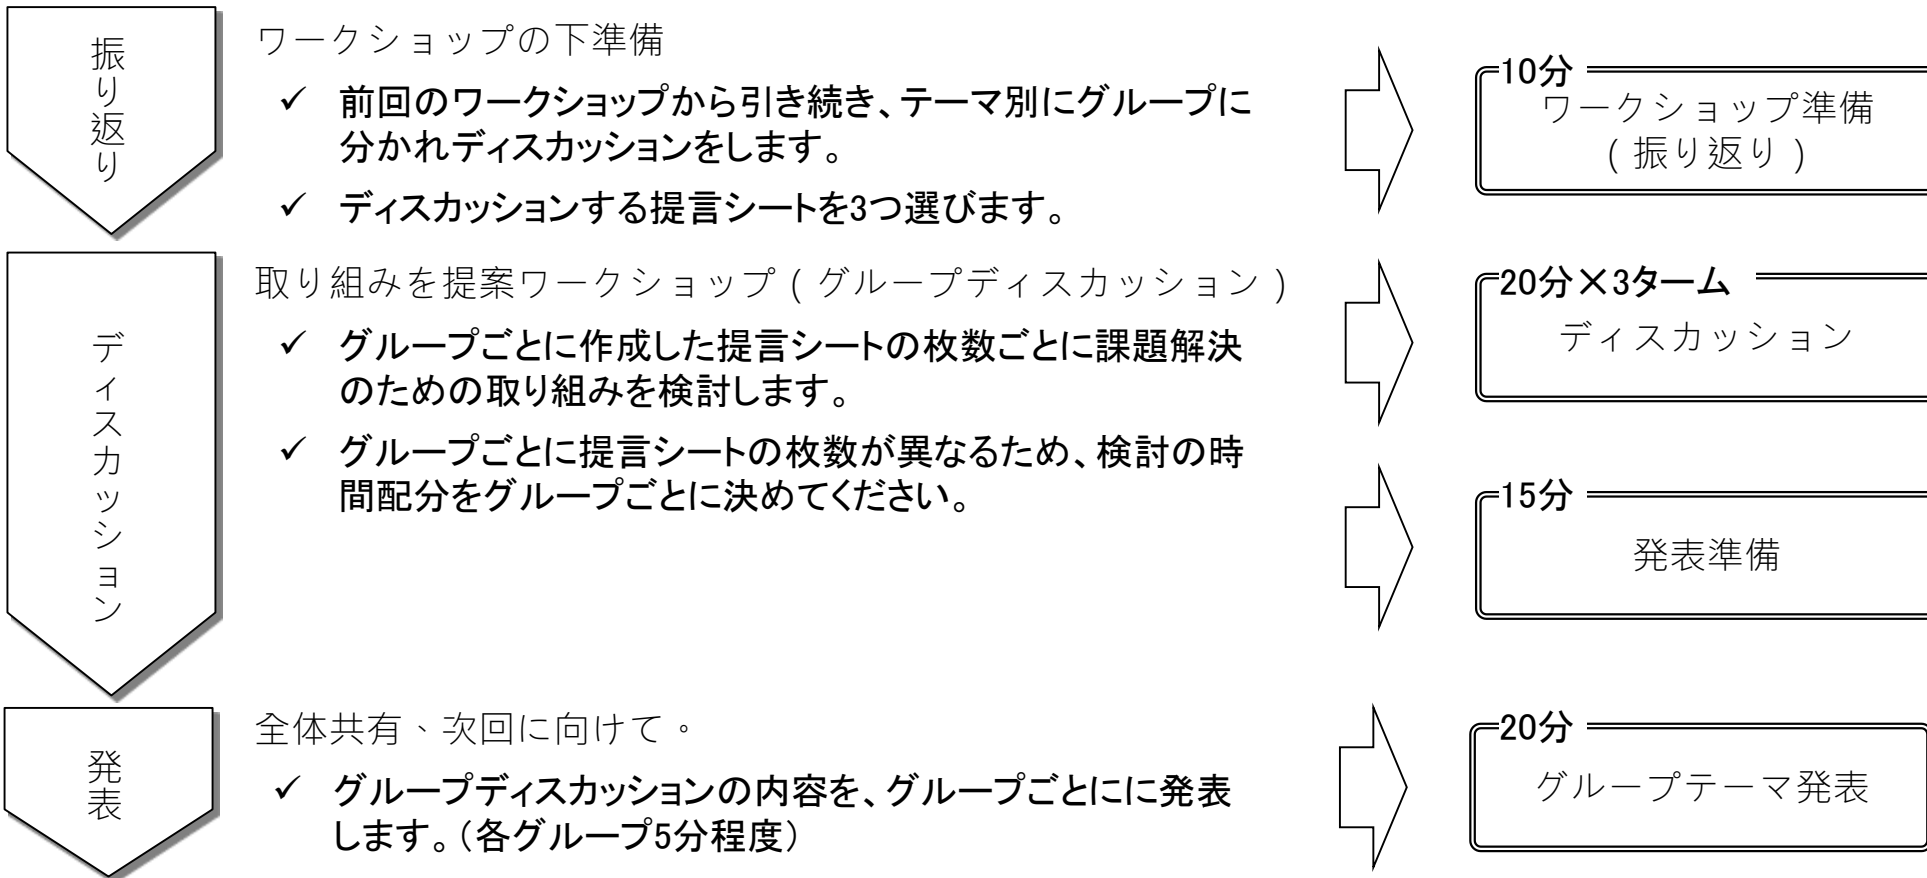 振り返り
ワークショップの下準備
✓ 前回のワークショップから引き続き、テーマ別にグループに
分かれディスカッションをします。
✓ ディスカッションする提言シートを3つ選びます。
10分
ワークショップ準備
(振り返り)
ディスカッション
取り組みを提案ワークショップ(グループディスカッション)
✓ グループごとに作成した提言シートの枚数ごとに課題解決
のための取り組みを検討します。
✓ グループごとに提言シートの枚数が異なるため、検討の時
間配分をグループごとに決めてください。
20分×3ターム
ディスカッション
15分
発表準備
発表
全体共有、次回に向けて。
✓ グループディスカッションの内容を、グループごとにに発表
します。(各グループ5分程度)
20分
グループテーマ発表